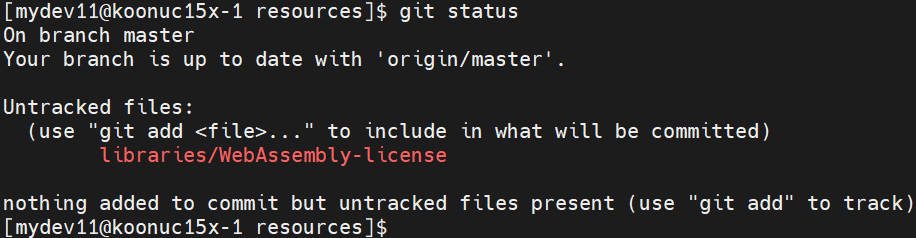 [mydev11@koonuc15x-1 resources]$ git status
On branch master
Your branch is up to date with 'origin/master'.

Untracked files:
  (use "git add <file>..." to include in what will be committed)
        libraries/WebAssembly-license

nothing added to commit but untracked files present (use "git add" to track)
[mydev11@koonuc15x-1 resources]$